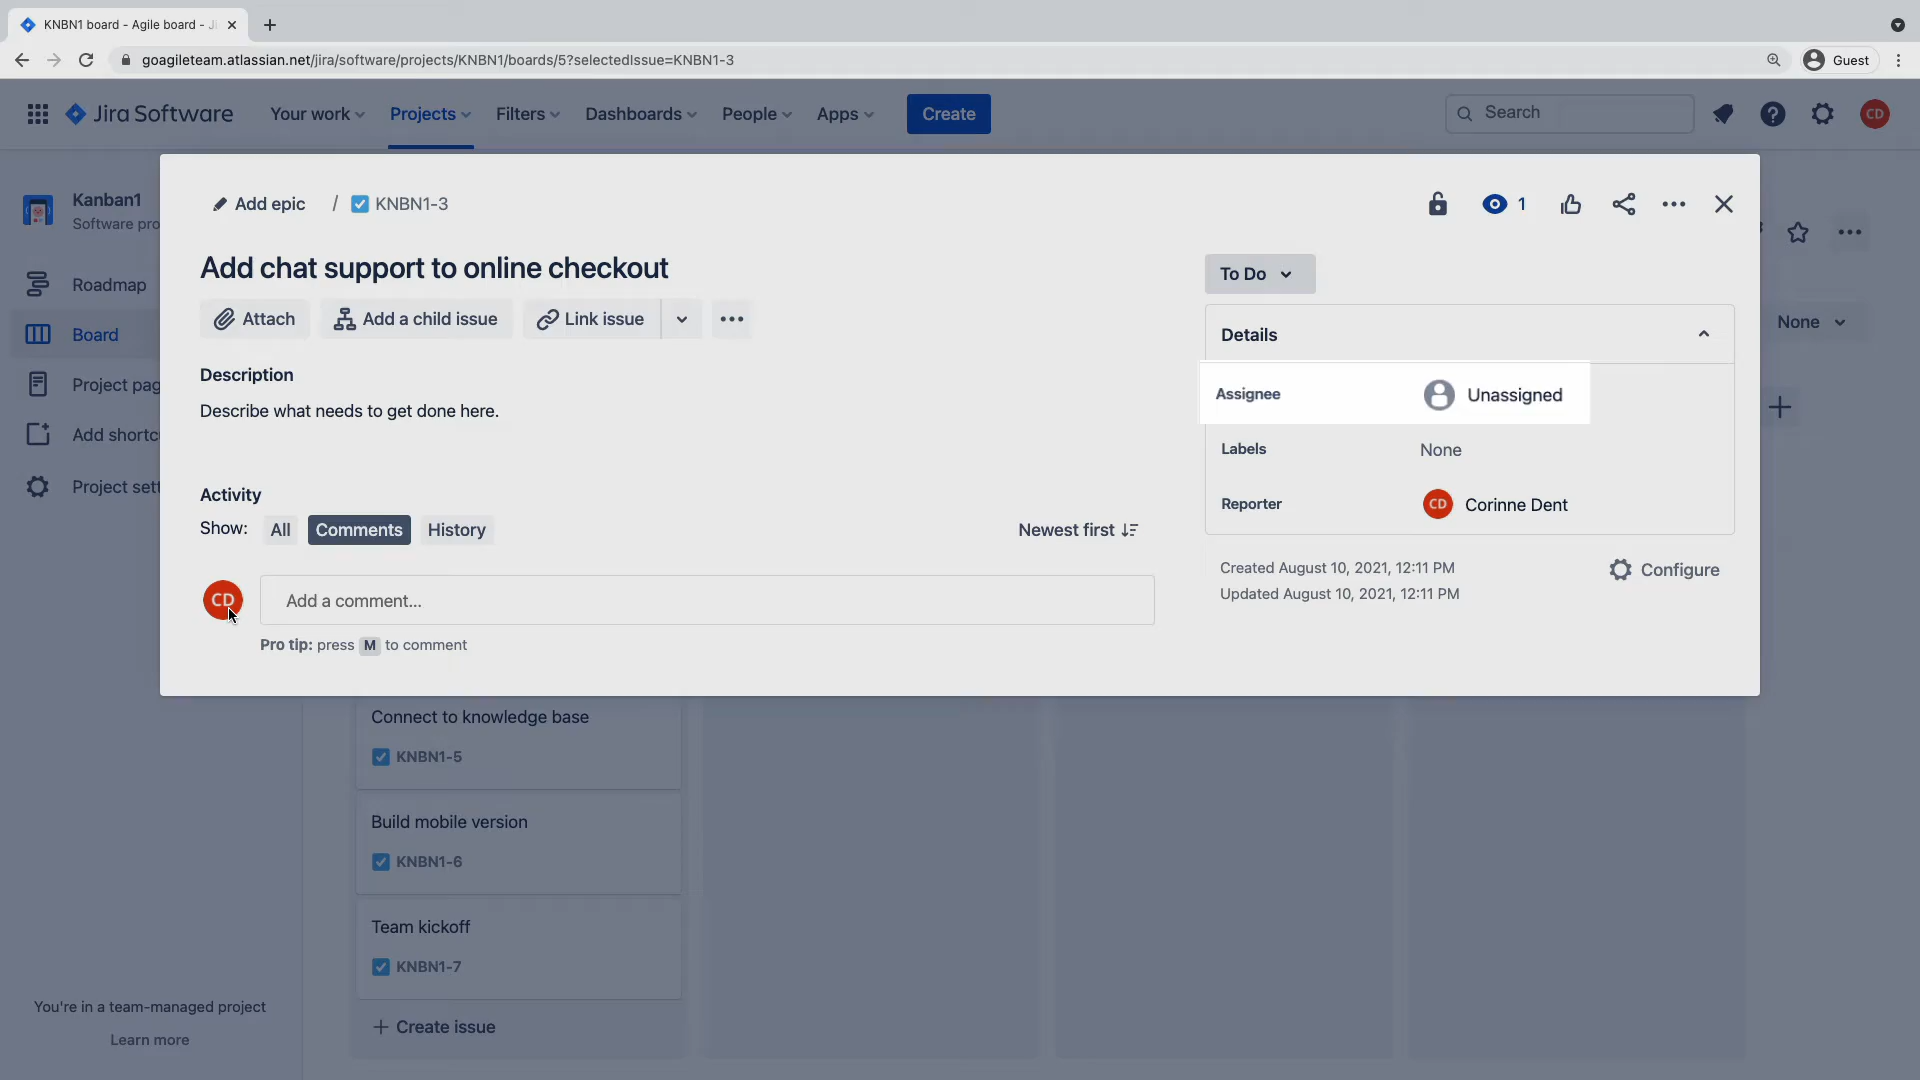 KNBN1 board - Agile board - Ji
goagileteam.atlassian.net/jira/software/projects/KNBN1/boards/5?selectedIssue=KNBN1-3
Guest
Jira Software
Your work
Projects
Filters
Dashboards
People
Apps
Create
Search
CD
Kanban1
Software pro
Roadmap
Board
Project pag
Add shortc
Project sett
You're in a team-managed project
Learn more
Add epic / KNBN1-3
1
Add chat support to online checkout
Attach
Add a child issue
Link issue
Description
Describe what needs to get done here.
Activity
Show: All Comments History
Newest first
CD
Add a comment...
Pro tip: press M to comment
To Do
Details
Assignee Unassigned
Labels None
Reporter CD Corinne Dent
Created August 10, 2021, 12:11 PM
Updated August 10, 2021, 12:11 PM
Configure
None
Connect to knowledge base
KNBN1-5
Build mobile version
KNBN1-6
Team kickoff
KNBN1-7
Create issue